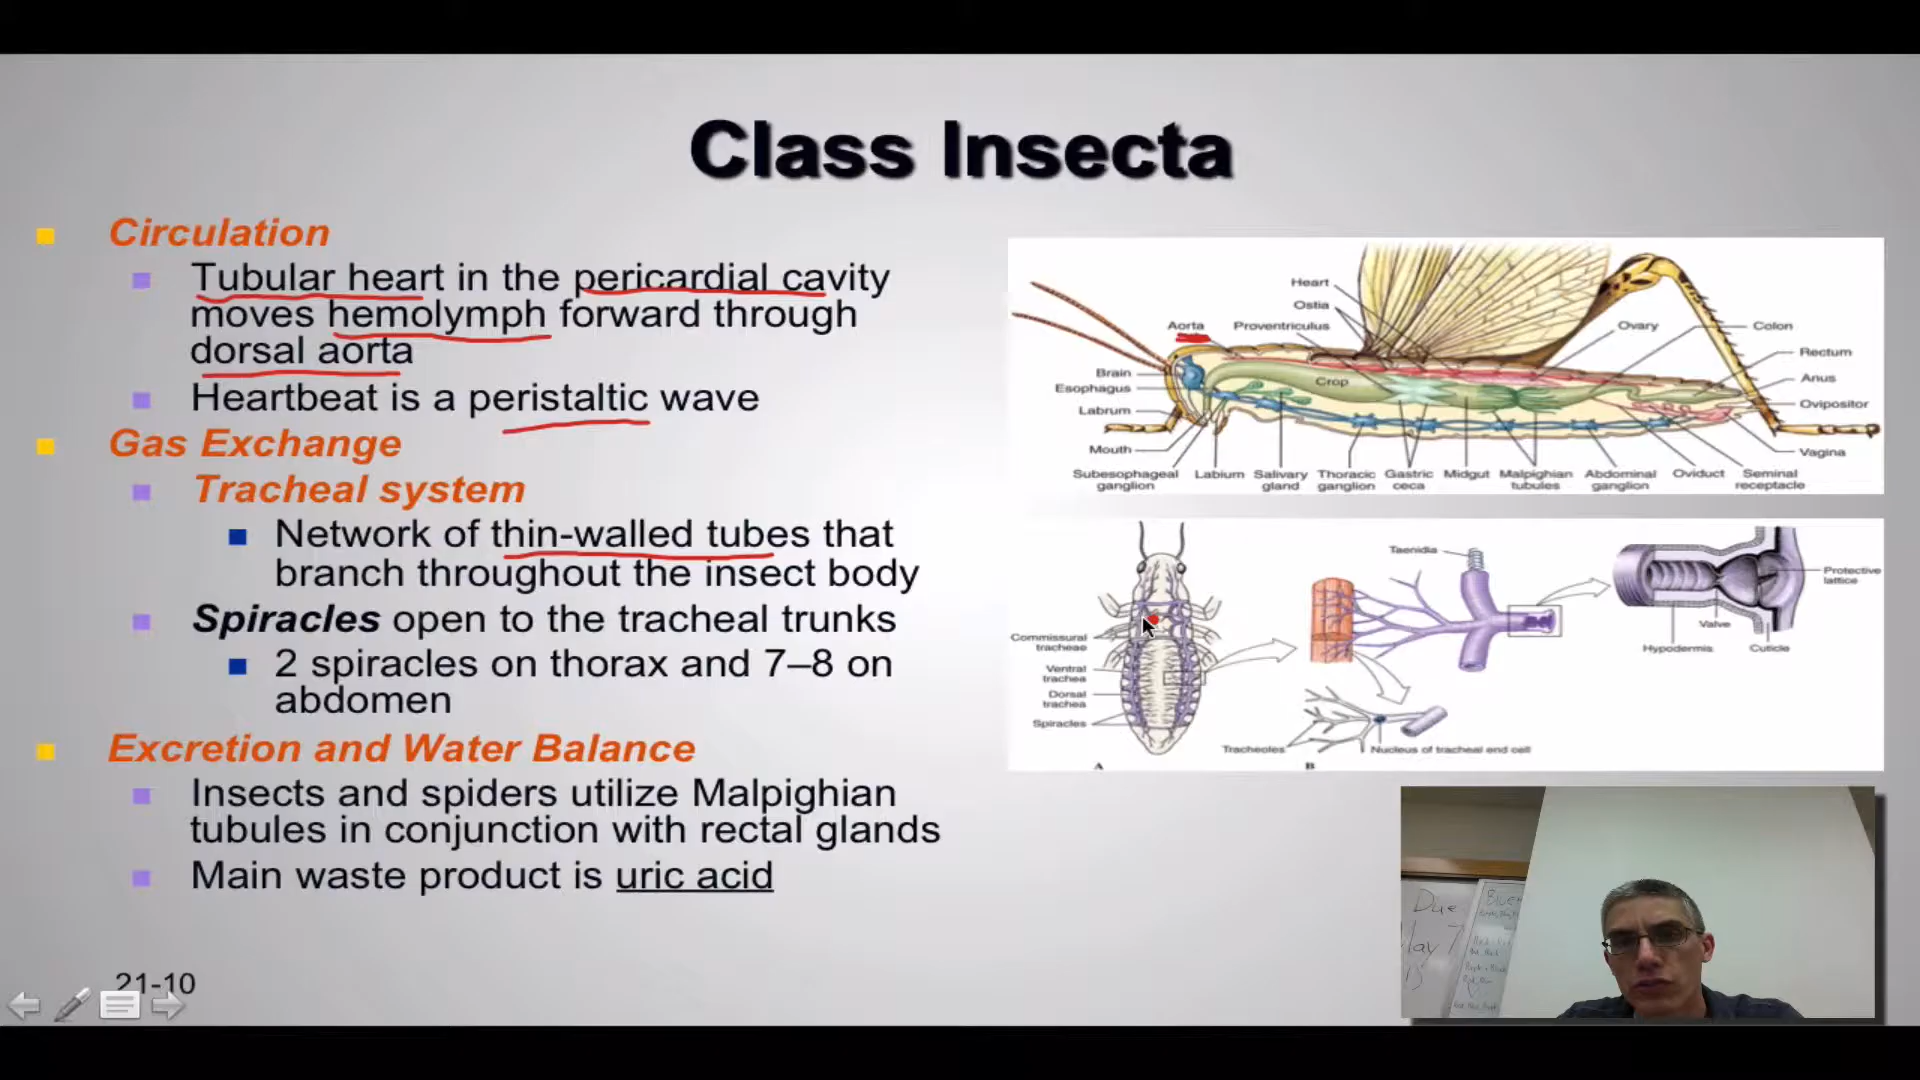 Class Insecta
Circulation
Tubular heart in the pericardial cavity
moves hemolymph forward through
dorsal aorta
Heartbeat is a peristaltic wave
Gas Exchange
Tracheal system
Network of thin-walled tubes that
branch throughout the insect body
Spiracles open to the tracheal trunks
2 spiracles on thorax and 7–8 on
abdomen
Excretion and Water Balance
Insects and spiders utilize Malpighian
tubules in conjunction with rectal glands
Main waste product is uric acid
21-10
Heart
Ostia
Aorta
Proventriculus
Ovary
Colon
Rectum
Brain
Crop
Anus
Esophagus
Ovipositor
Labrum
Mouth
Vagina
Subesophageal
ganglion
Labium
Salivary
gland
Thoracic
ganglion
Gastric
ceca
Midgut
Malpighian
tubules
Abdominal
ganglion
Oviduct
Seminal
receptacle
Taenidia
Protective
lattice
Valve
Hypodermis
Cuticle
Commissural
tracheae
Ventral
trachea
Dorsal
trachea
Spiracles
Tracheoles
Nucleus of tracheal end cell
A
B
Due